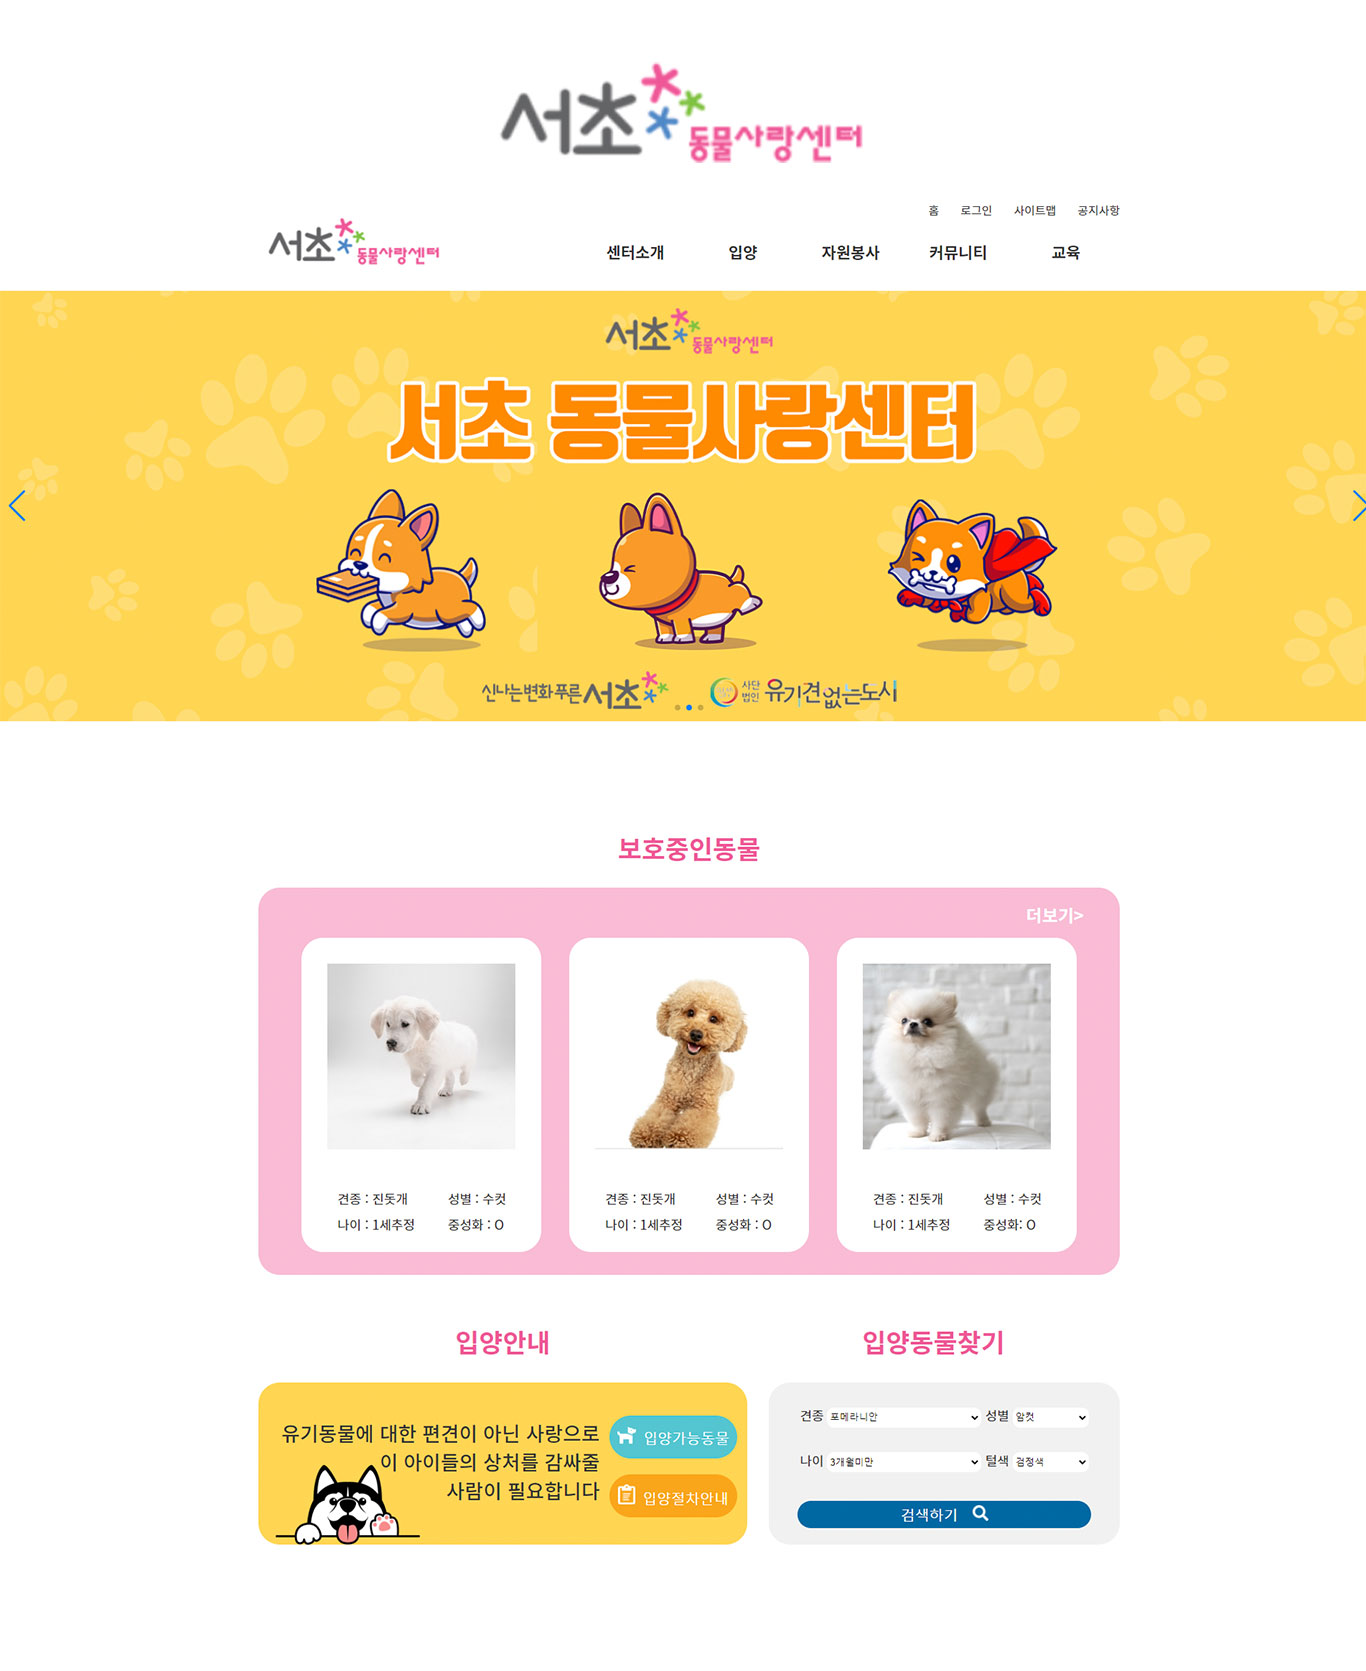 서초 동물사랑센터
홈 로그인 사이트맵 공지사항
서초 동물사랑센터
센터소개 입양 자원봉사 커뮤니티 교육
서초 동물사랑센터
서초 동물사랑센터
신나는변화 푸른서초 사단법인 유기견없는도시
보호중인동물
더보기>
견종 : 진돗개 성별 : 수컷
나이 : 1세추정 중성화 : O
견종 : 진돗개 성별 : 수컷
나이 : 1세추정 중성화 : O
견종 : 진돗개 성별 : 수컷
나이 : 1세추정 중성화: O
입양안내
유기동물에 대한 편견이 아닌 사랑으로
이 아이들의 상처를 감싸줄
사람이 필요합니다
입양가능동물
입양절차안내
입양동물찾기
견종 포메라니안 성별 암컷
나이 3개월미만 털색 검정색
검색하기